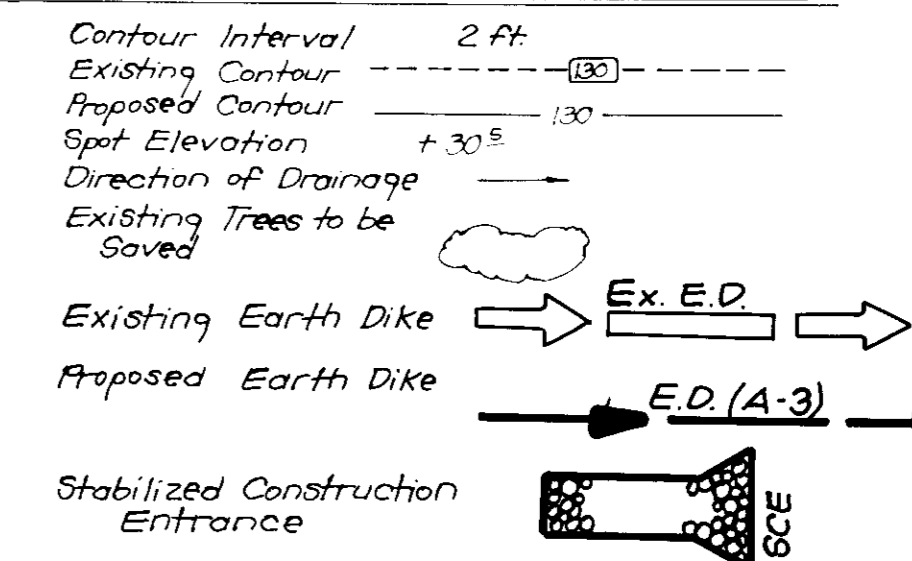 Contour Interval 2 ft.
Existing Contour 130
Proposed Contour 130
Spot Elevation + 30⁵
Direction of Drainage
Existing Trees to be
Saved
Existing Earth Dike Ex. E.D.
Proposed Earth Dike E.D. (A-3)
Stabilized Construction
Entrance
SCE